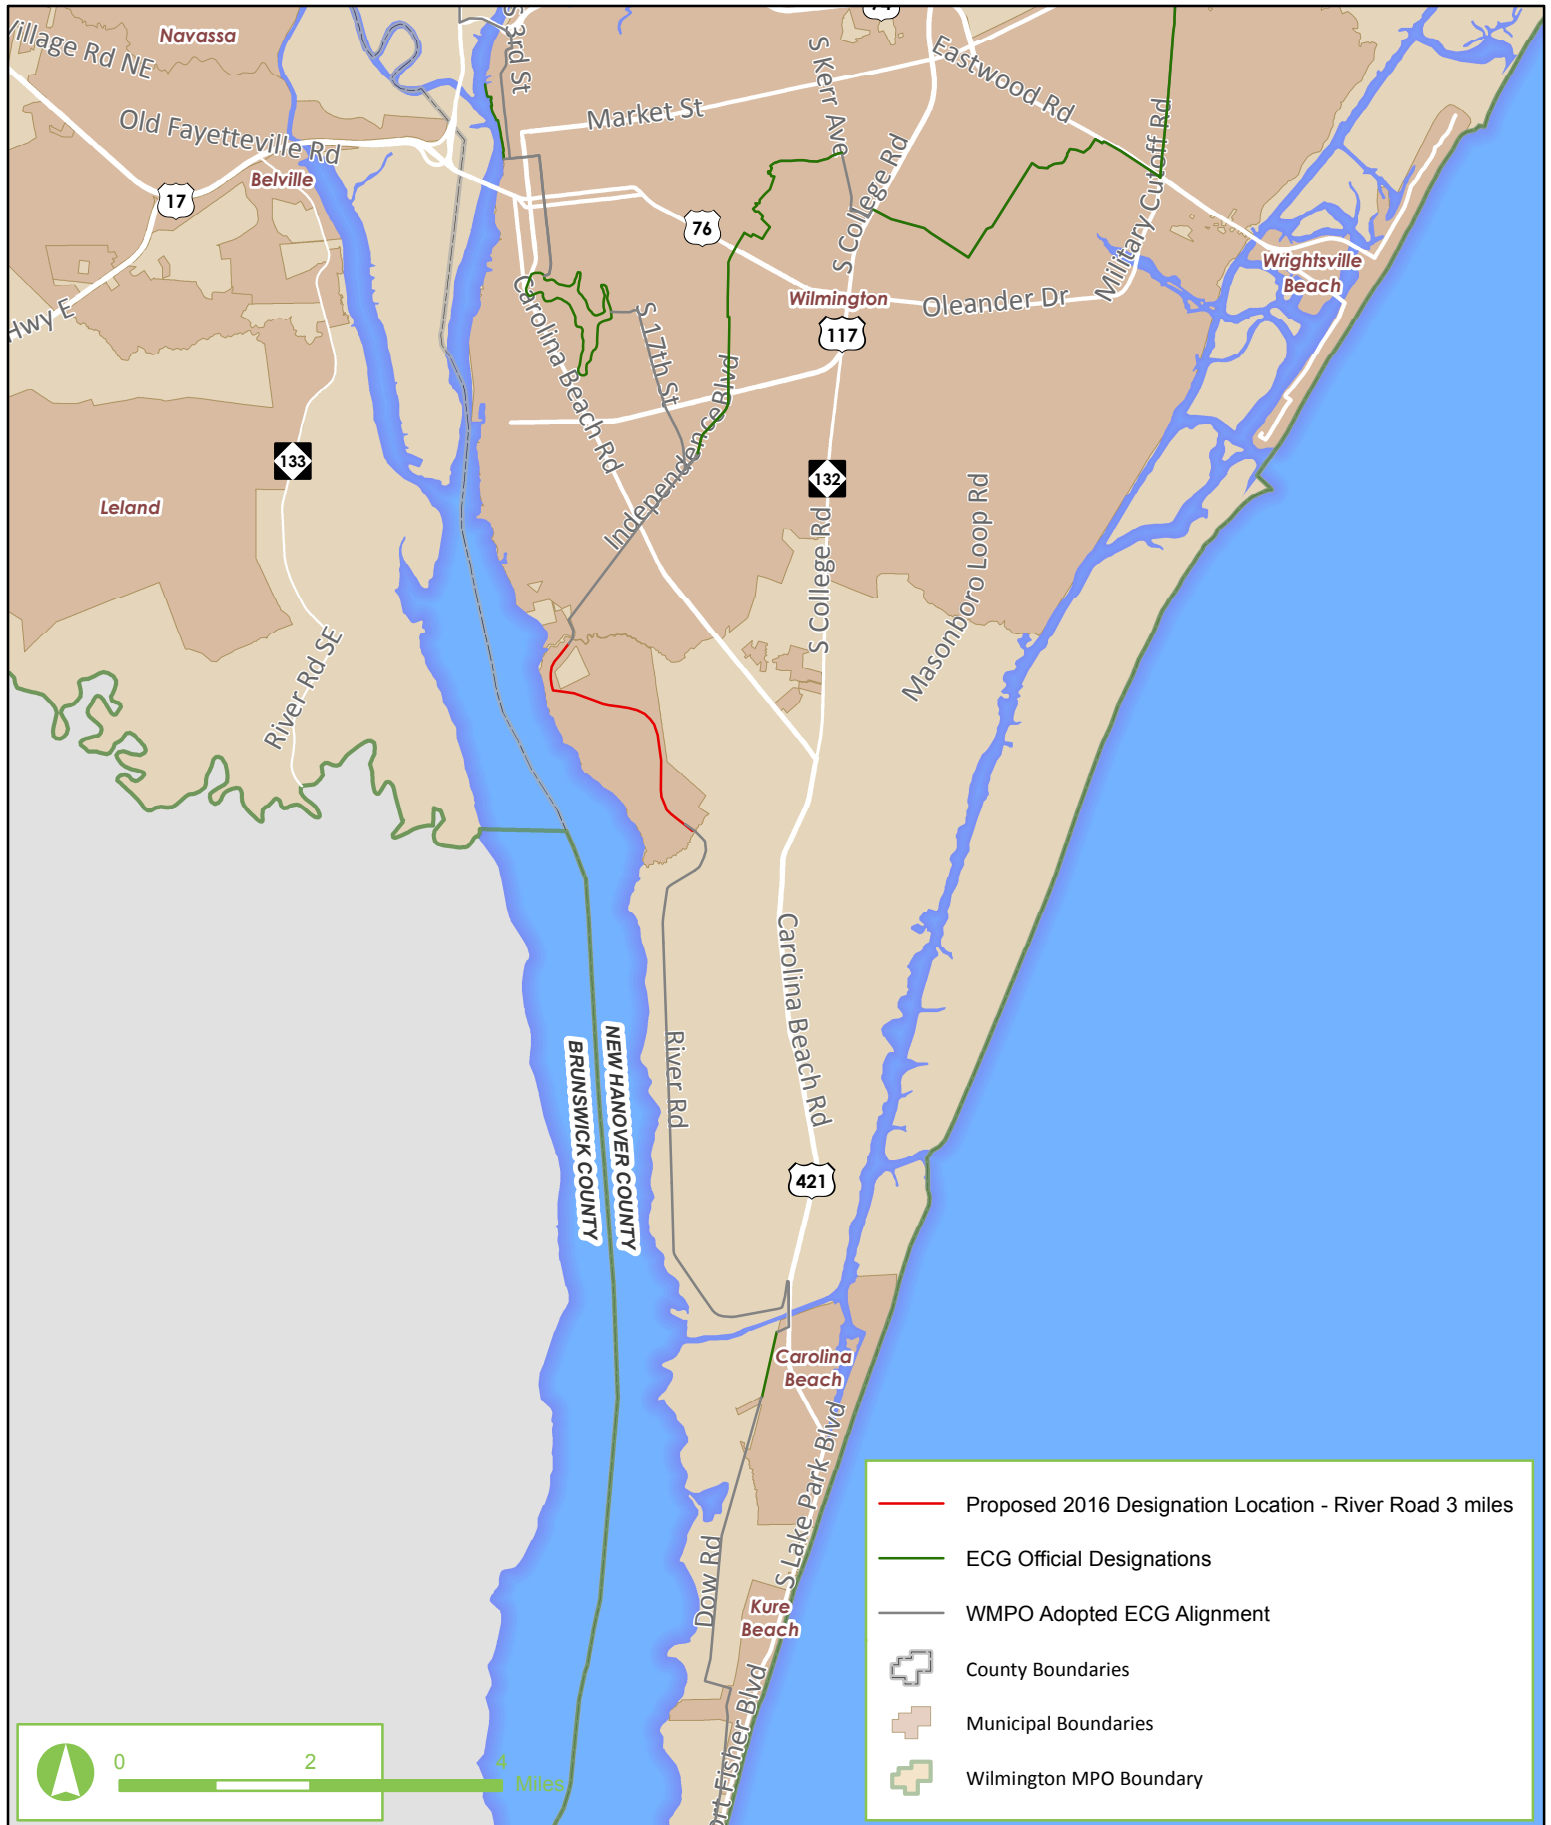 Navassa
Village Rd NE
Old Fayetteville Rd
Belville
17
S 3rd St
Market St
S Kerr Ave
Eastwood Rd
S College Rd
Military Cutoff Rd
76
Wilmington
117
Oleander Dr
Wrightsville
Beach
Hwy E
Carolina Beach Rd
S 17th St
Independence Blvd
133
132
Leland
S College Rd
Masonboro Loop Rd
River Rd SE
Carolina Beach Rd
River Rd
NEW HANOVER COUNTY
BRUNSWICK COUNTY
421
Carolina
Beach
S Lake Park Blvd
Dow Rd
Kure
Beach
ort Fisher Blvd
Proposed 2016 Designation Location - River Road 3 miles
ECG Official Designations
WMPO Adopted ECG Alignment
County Boundaries
Municipal Boundaries
Wilmington MPO Boundary
0 2 4
Miles